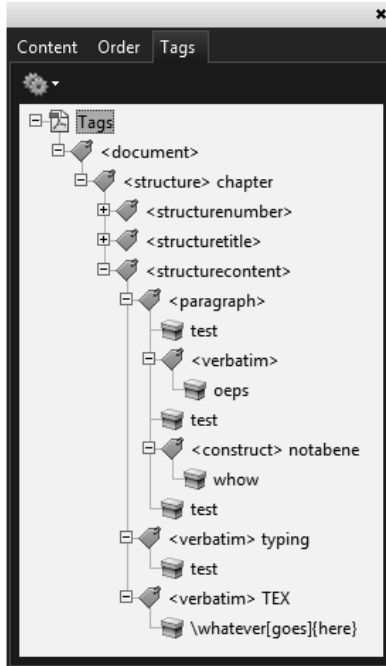 Content Order Tags
Tags
<document>
<structure> chapter
<structurenumber>
<structuretitle>
<structurecontent>
<paragraph>
test
<verbatim>
oeps
test
<construct> notabene
whow
test
<verbatim> typing
test
<verbatim> TEX
\whatever[goes]{here}